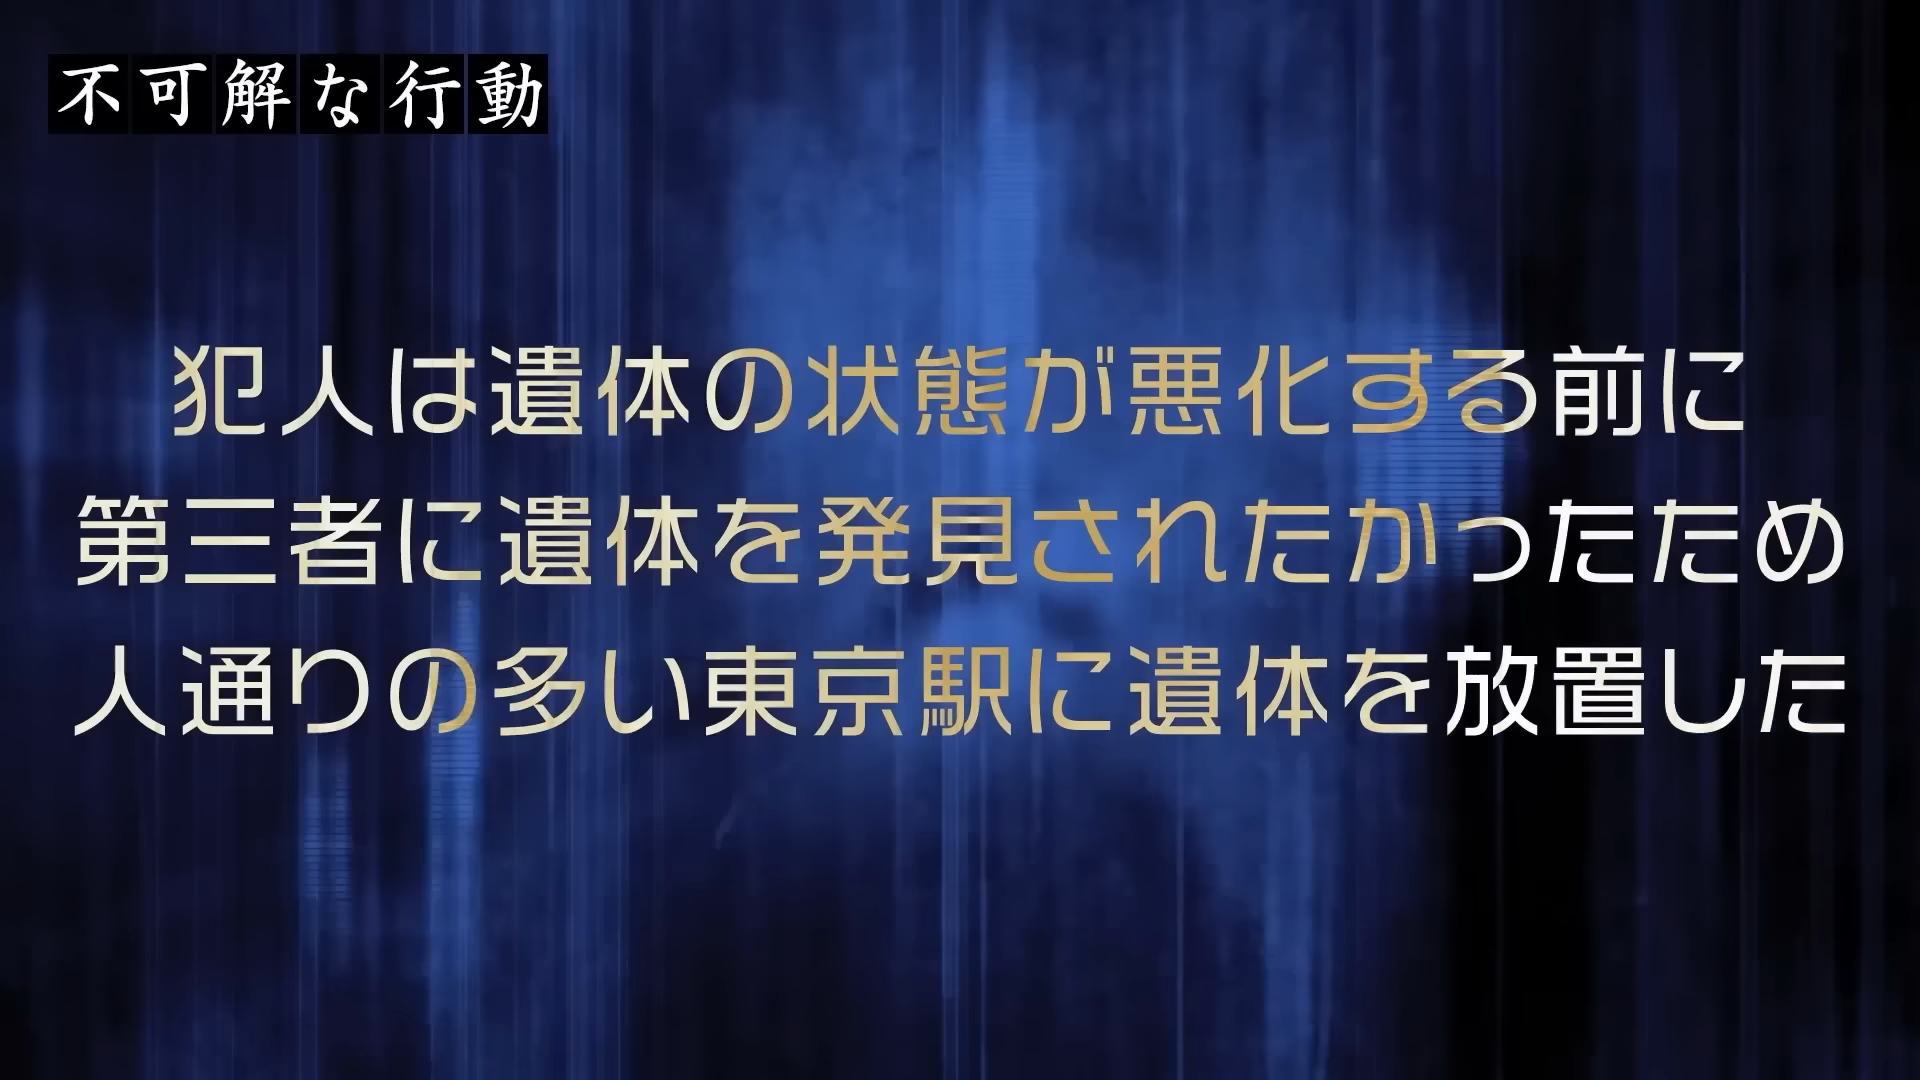 不可解な行動
犯人は遺体の状態が悪化する前に
第三者に遺体を発見されたかったため
人通りの多い東京駅に遺体を放置した